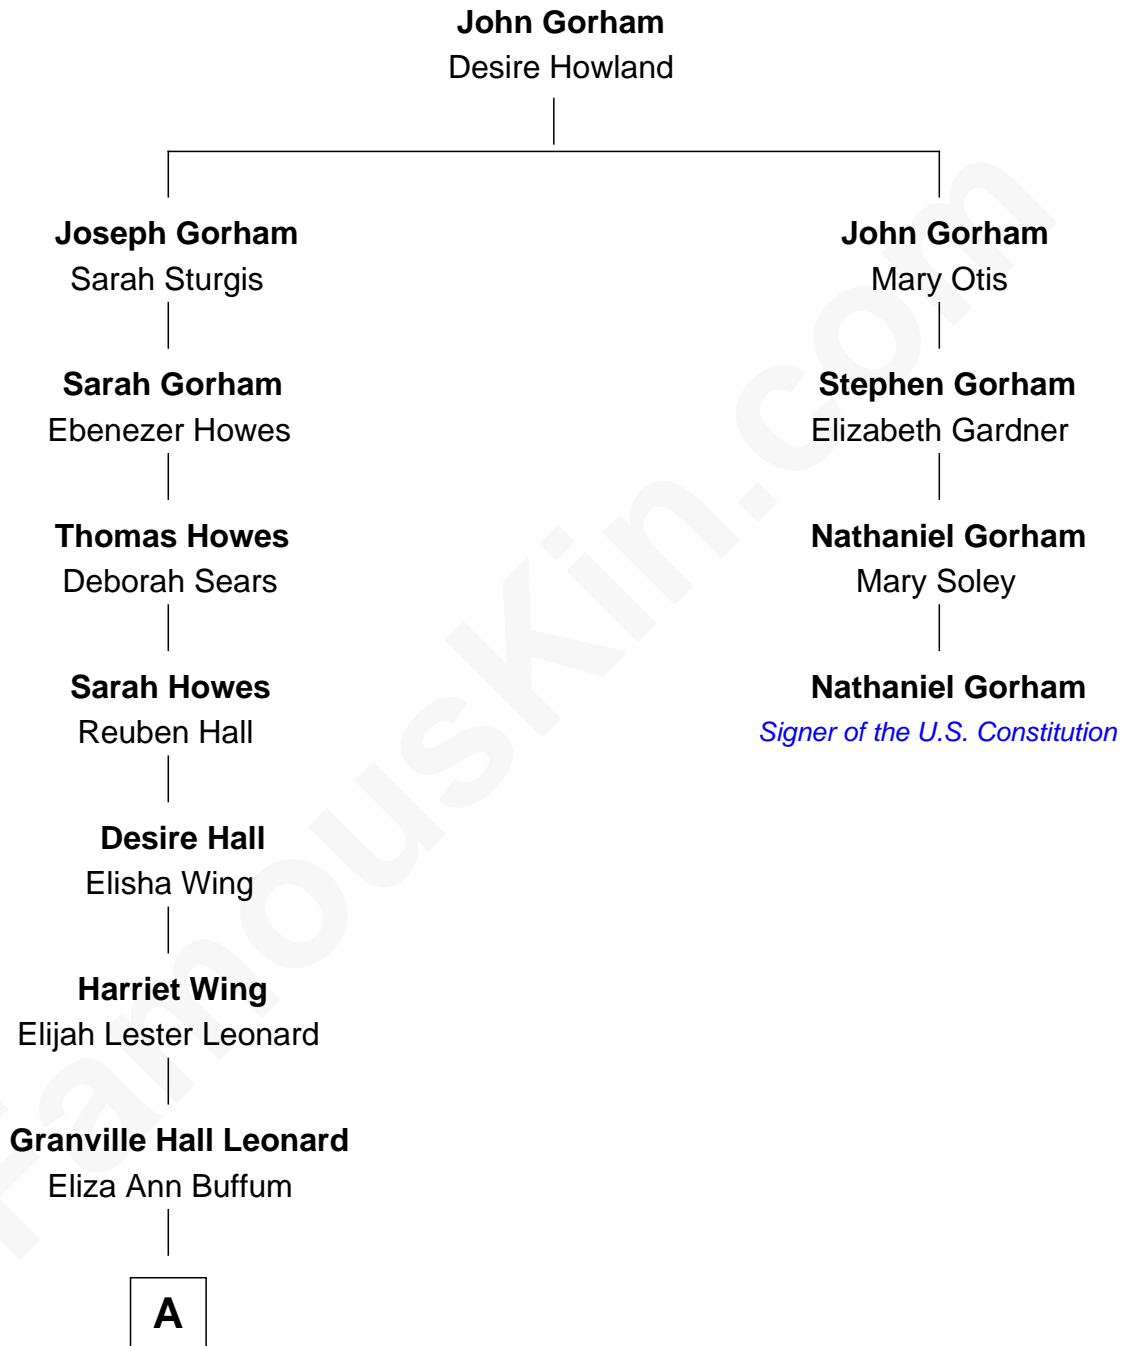 John Gorham
Desire Howland
Joseph Gorham
Sarah Sturgis
John Gorham
Mary Otis
Sarah Gorham
Ebenezer Howes
Stephen Gorham
Elizabeth Gardner
Thomas Howes
Deborah Sears
Nathaniel Gorham
Mary Soley
Sarah Howes
Reuben Hall
Nathaniel Gorham
Signer of the U.S. Constitution
Desire Hall
Elisha Wing
Harriet Wing
Elijah Lester Leonard
Granville Hall Leonard
Eliza Ann Buffum
A
FamousKin.com